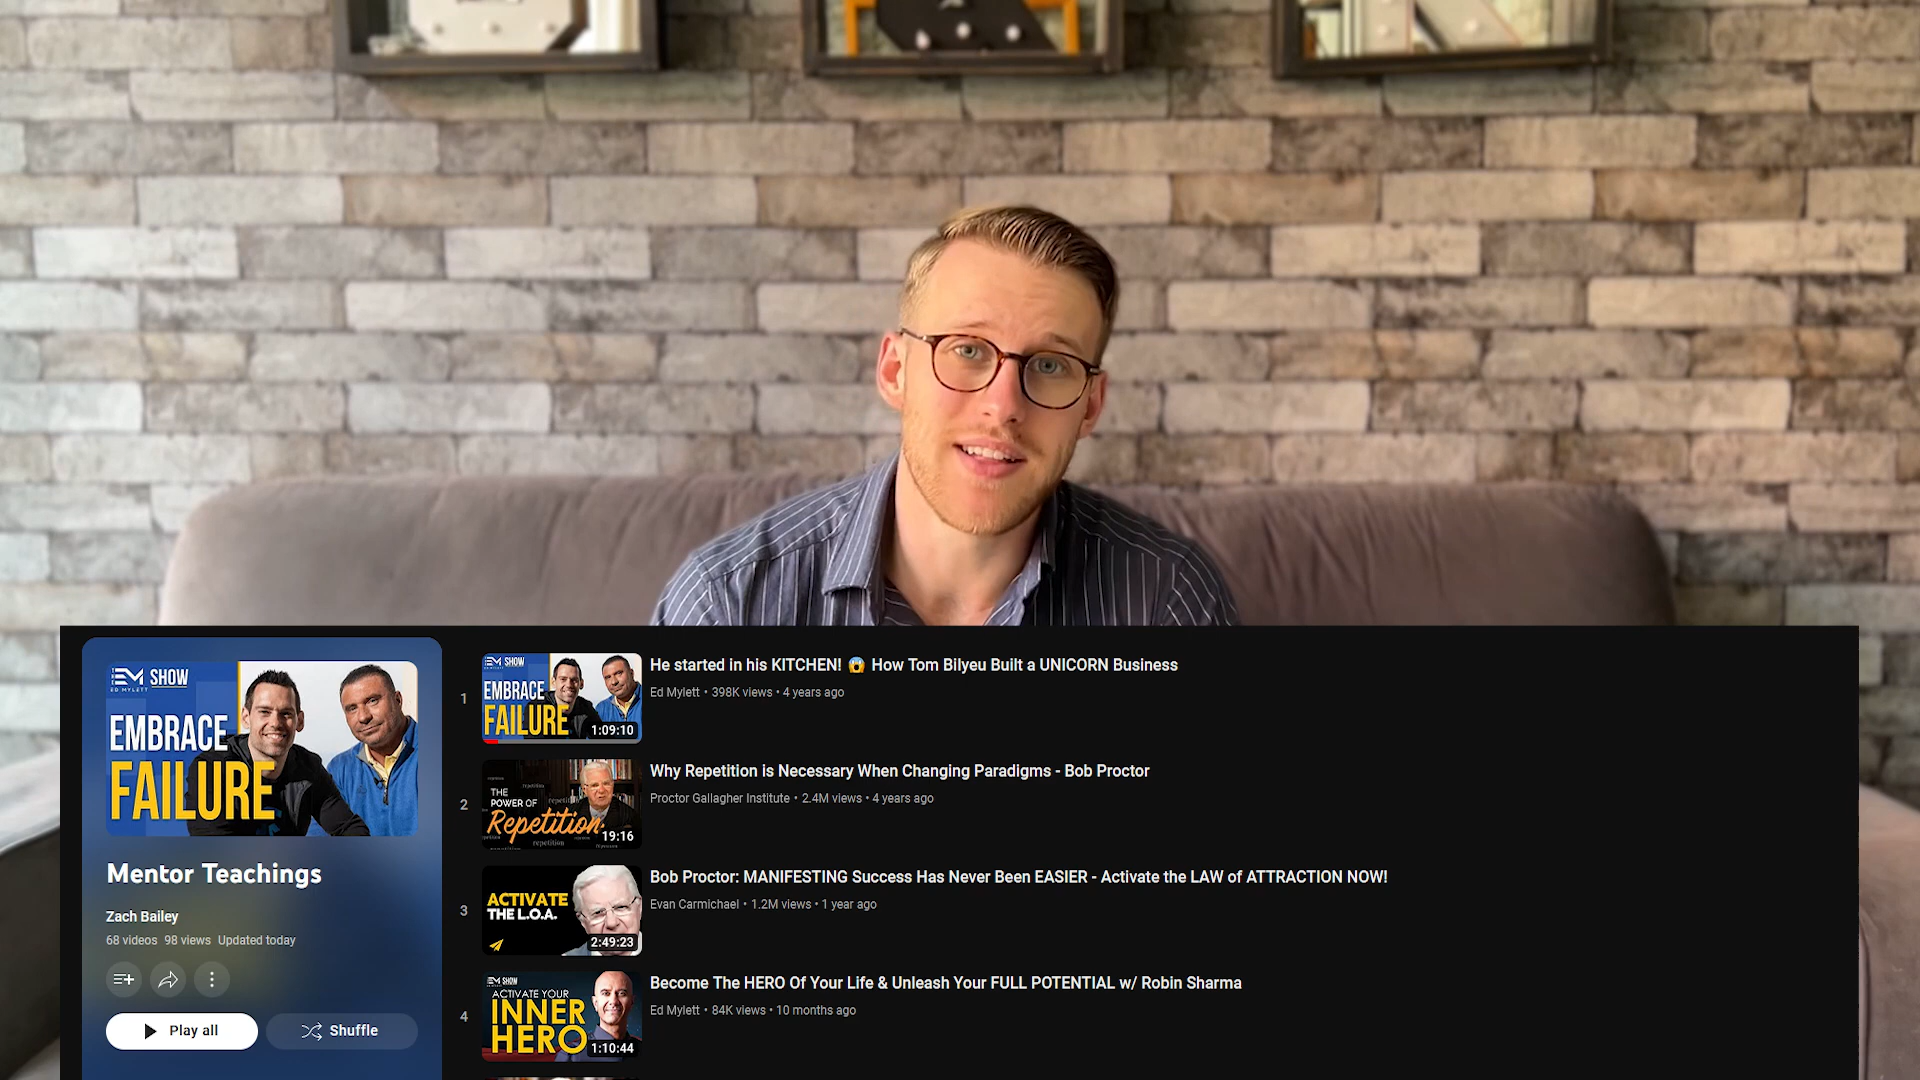 EM SHOW
ED MYLETT
EMBRACE
FAILURE
Mentor Teachings
Zach Bailey
68 videos 98 views Updated today
Play all
Shuffle
1
EM SHOW
EMBRACE
FAILURE
1:09:10
He started in his KITCHEN! 😱 How Tom Bilyeu Built a UNICORN Business
Ed Mylett • 398K views • 4 years ago
2
THE
POWER OF
Repetition
repetition
19:16
Why Repetition is Necessary When Changing Paradigms - Bob Proctor
Proctor Gallagher Institute • 2.4M views • 4 years ago
3
ACTIVATE
THE L.O.A.
2:49:23
Bob Proctor: MANIFESTING Success Has Never Been EASIER - Activate the LAW of ATTRACTION NOW!
Evan Carmichael • 1.2M views • 1 year ago
4
EM SHOW
ACTIVATE YOUR
INNER
HERO
1:10:44
Become The HERO Of Your Life & Unleash Your FULL POTENTIAL w/ Robin Sharma
Ed Mylett • 84K views • 10 months ago